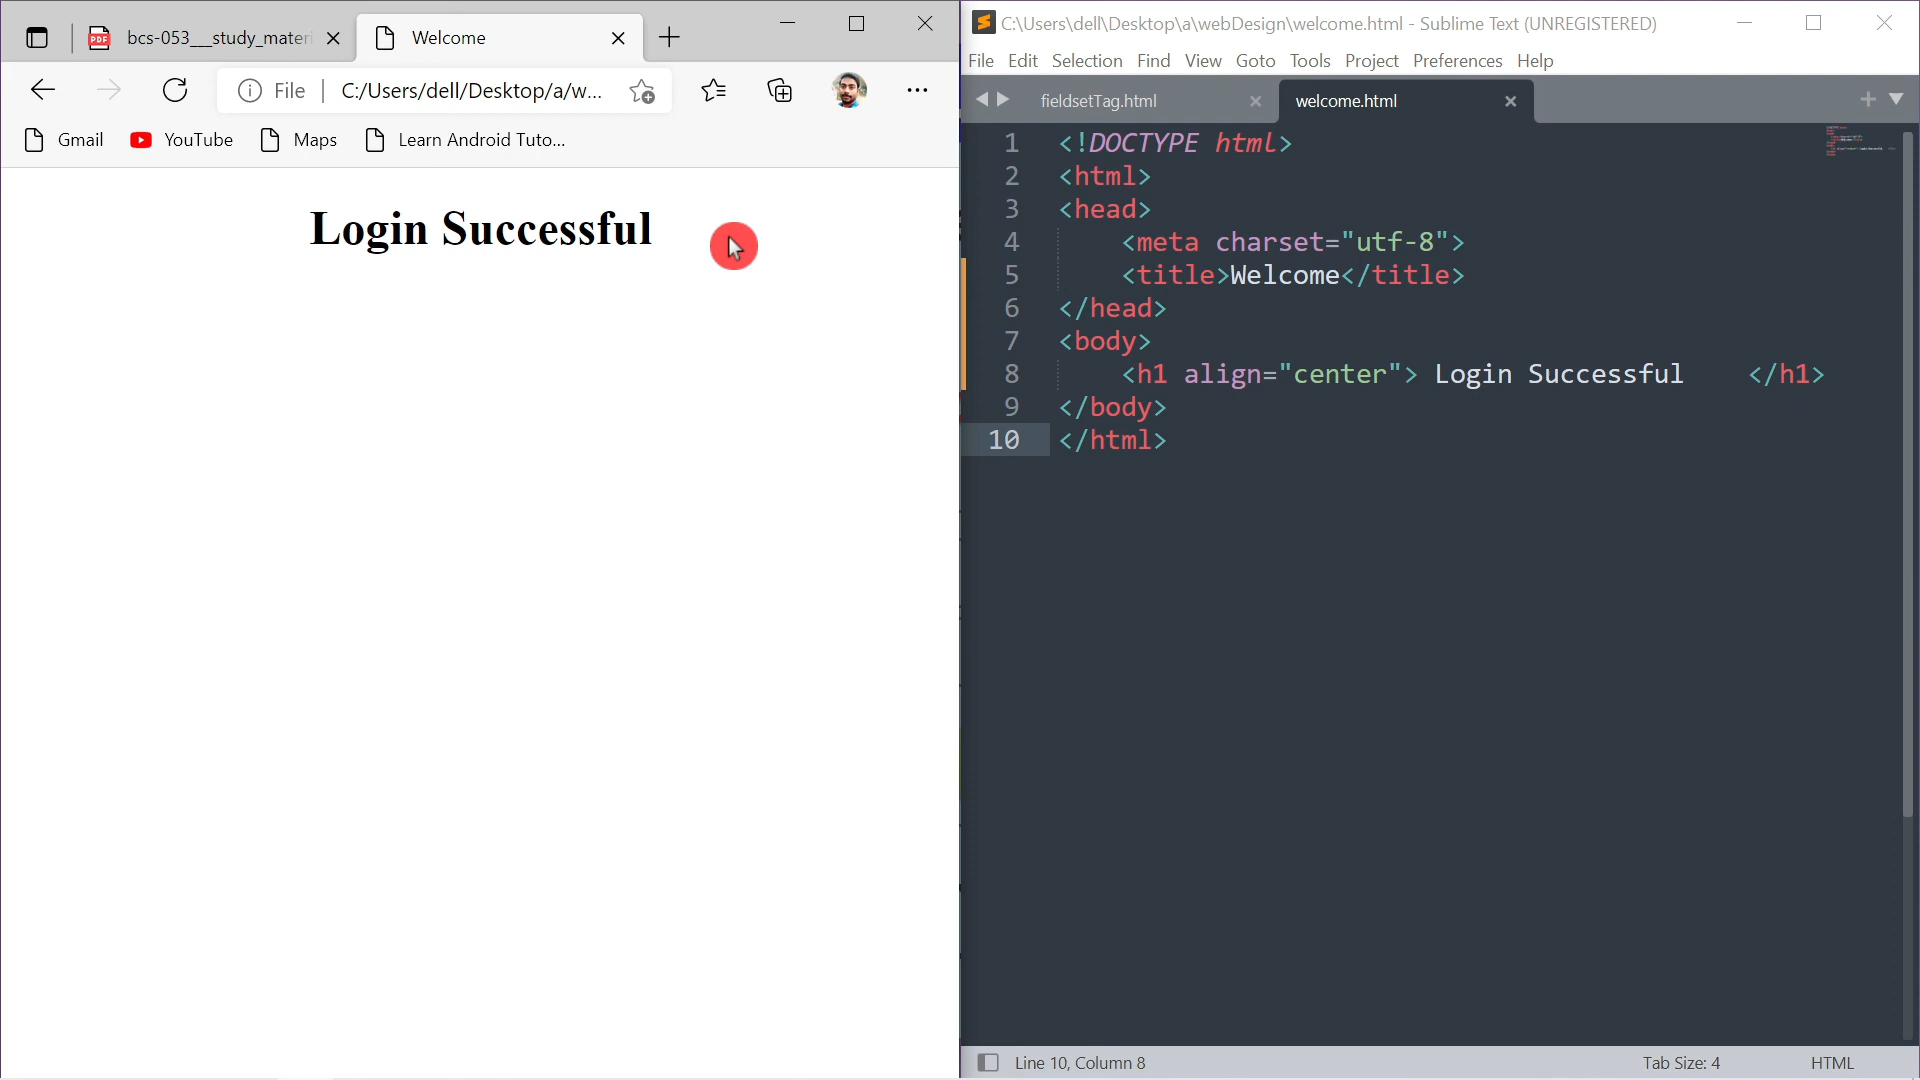 PDF
bcs-053___study_materi
Welcome
File
C:/Users/dell/Desktop/a/w...
Gmail
YouTube
Maps
Learn Android Tuto...
Login Successful
C:\Users\dell\Desktop\a\webDesign\welcome.html - Sublime Text (UNREGISTERED)
File Edit Selection Find View Goto Tools Project Preferences Help
fieldsetTag.html
welcome.html
1 <!DOCTYPE html>
2 <html>
3 <head>
4 <meta charset="utf-8">
5 <title>Welcome</title>
6 </head>
7 <body>
8 <h1 align="center"> Login Successful </h1>
9 </body>
10 </html>
Line 10, Column 8
Tab Size: 4
HTML